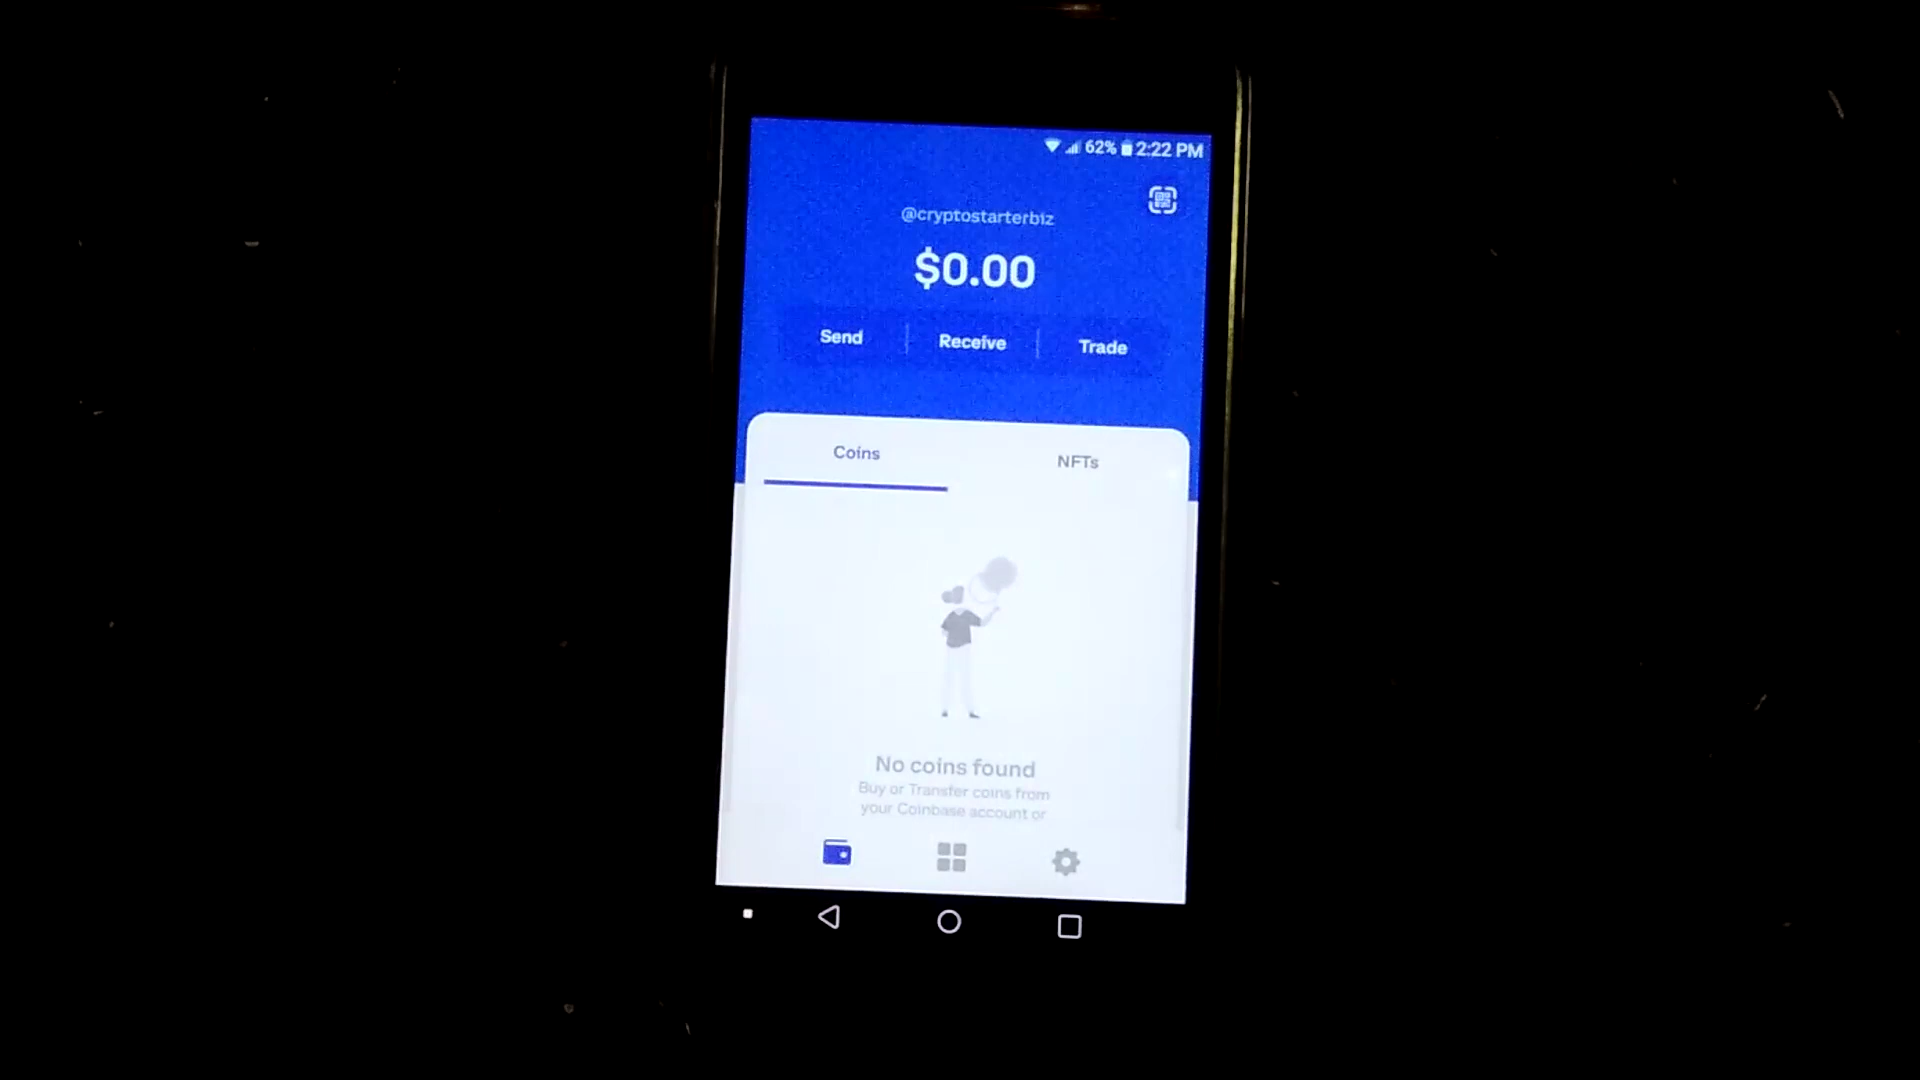 62% 2:22 PM
@cryptostarterbiz
$0.00
Send Receive Trade
Coins NFTs
No coins found
Buy or Transfer coins from
your Coinbase account or